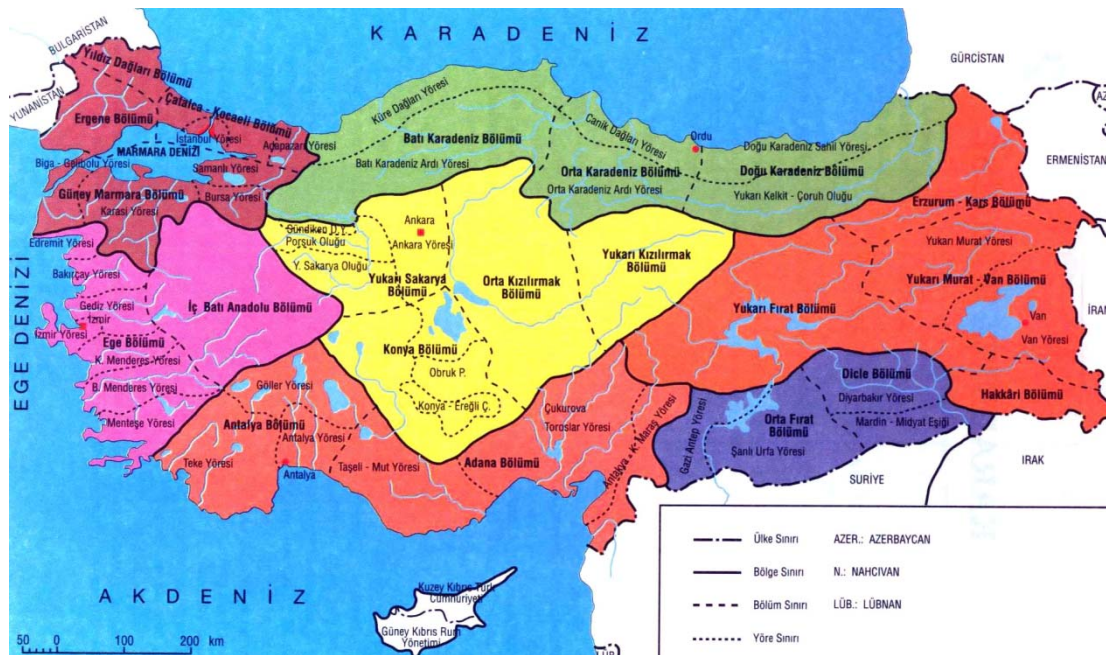 KARADENİZ
BULGARİSTAN
YUNANİSTAN
GÜRCİSTAN
ERMENİSTAN
İRAN
İRAK
IRAK
SURİYE
EGE DENİZİ
AKDENİZ
MARMARA DENİZİ
Yıldız Dağları Bölümü
Çatalca - Kocaeli Bölümü
Ergene Bölümü
İstanbul Yöresi
Adapazarı Yöresi
Biga - Gelibolu Yöresi
Samanlı Yöresi
Güney Marmara Bölümü
Karasi Yöresi
Bursa Yöresi
Küre Dağları Yöresi
Batı Karadeniz Bölümü
Batı Karadeniz Ardı Yöresi
Canik Dağları Yöresi
Orta Karadeniz Bölümü
Orta Karadeniz Ardı Yöresi
Ordu
Doğu Karadeniz Sahil Yöresi
Doğu Karadeniz Bölümü
Yukarı Kelkit - Çoruh Oluğu
Erzurum - Kars Bölümü
Yukarı Murat Yöresi
Yukarı Murat - Van Bölümü
Van
Van Yöresi
Yukarı Fırat Bölümü
Hakkâri Bölümü
Edremit Yöresi
Bakırçay Yöresi
Gediz Yöresi
İzmir
İzmir Yöresi
Ege Bölümü
K. Menderes Yöresi
B. Menderes Yöresi
Menteşe Yöresi
İç Batı Anadolu Bölümü
Sündiken D.Y.
Porsuk Oluğu
Y. Sakarya Oluğu
Ankara
Ankara Yöresi
Yukarı Sakarya
Bölümü
Orta Kızılırmak
Bölümü
Yukarı Kızılırmak
Bölümü
Konya Bölümü
Obruk P.
Konya - Ereğli Ç.
Göller Yöresi
Antalya Bölümü
Antalya Yöresi
Teke Yöresi
Antalya
Taşeli - Mut Yöresi
Adana Bölümü
Çukurova
Toroslar Yöresi
Antakya - K. Maraş Yöresi
Gazi Antep Yöresi
Orta Fırat
Bölümü
Şanlı Urfa Yöresi
Dicle Bölümü
Diyarbakır Yöresi
Mardin - Midyat Eşiği
Kuzey Kıbrıs Türk
Cumhuriyeti
Güney Kıbrıs Rum
Yönetimi
50 0 100 200 km
Ülke Sınırı AZER.: AZERBAYCAN
Bölge Sınırı N.: NAHCIVAN
Bölüm Sınırı LÜB.: LÜBNAN
Yöre Sınırı
LÜB.